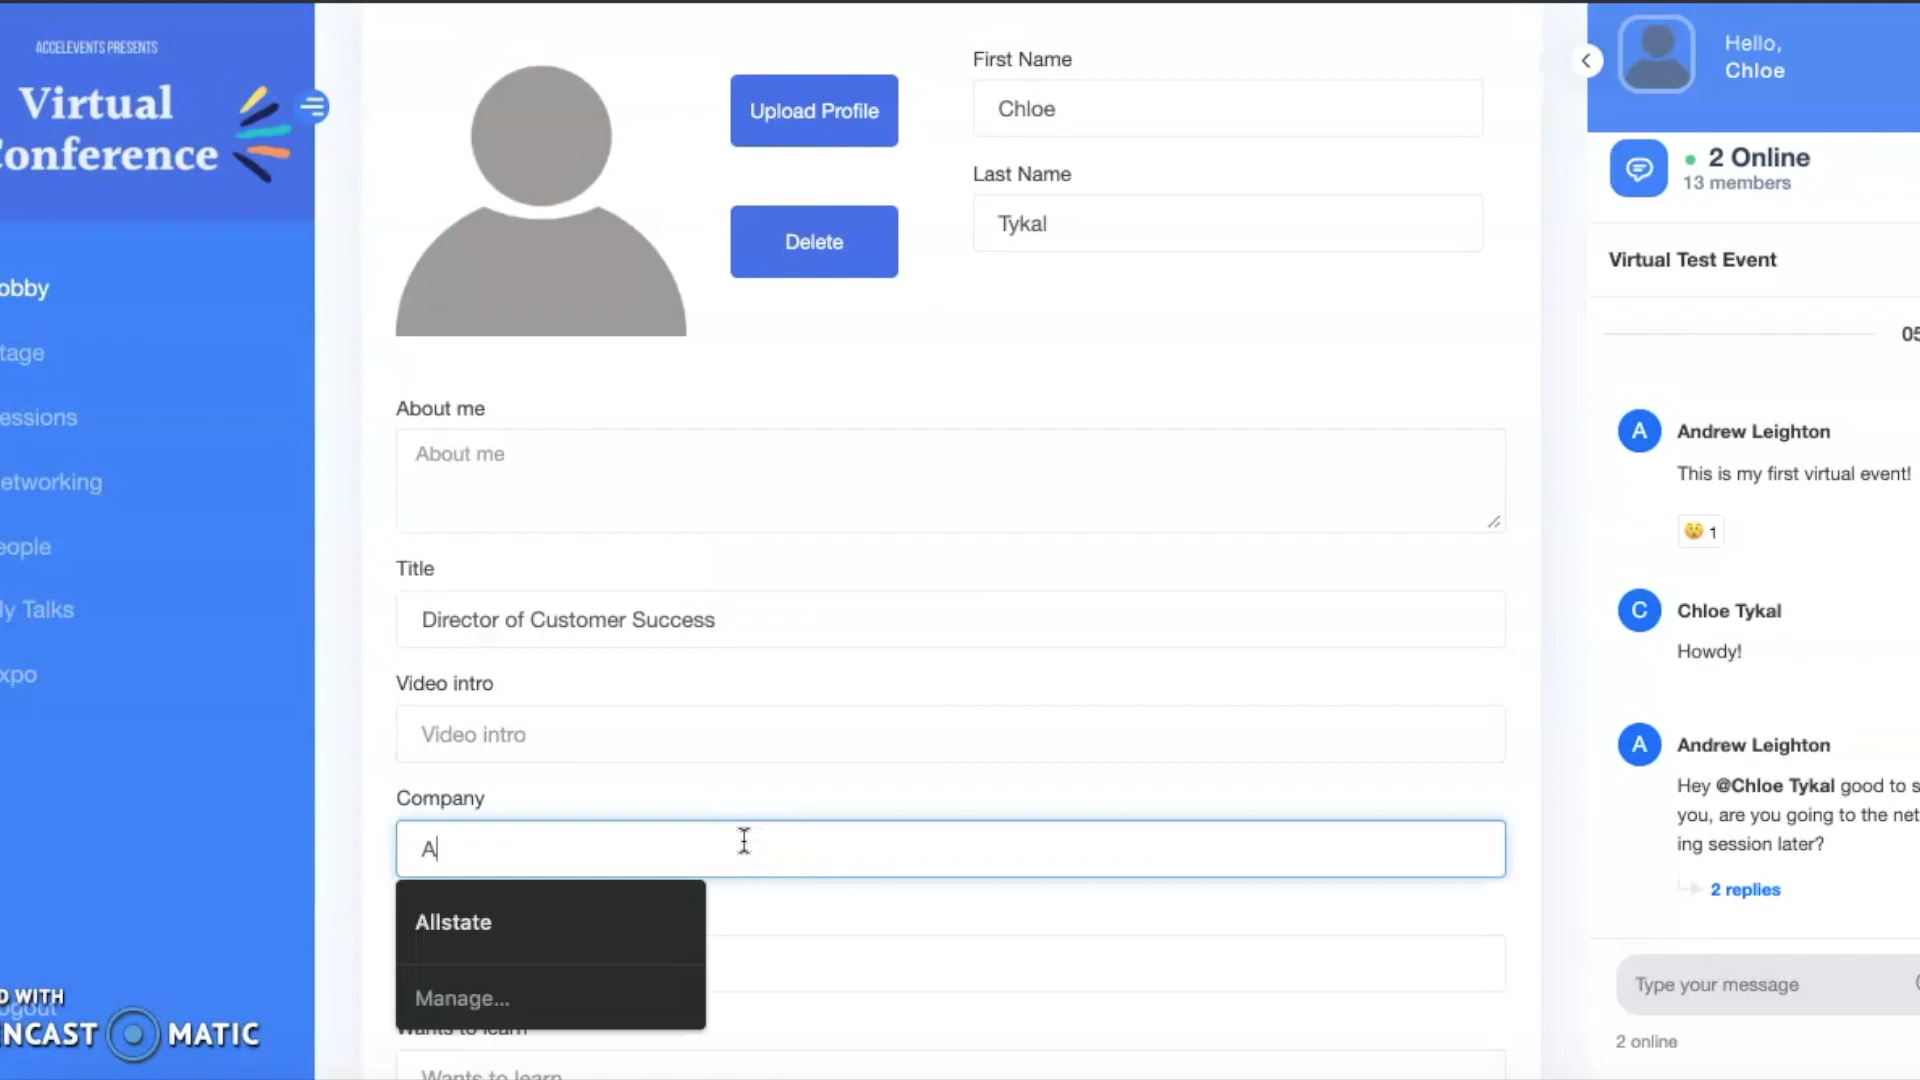 ACCELEVENTS PRESENTS
Virtual
Conference
obby
tage
essions
etworking
eople
ly Talks
xpo
ogout
D WITH
NCAST MATIC
Upload Profile
Delete
First Name
Chloe
Last Name
Tykal
About me
About me
Title
Director of Customer Success
Video intro
Video intro
Company
A
Allstate
Manage...
Wants to learn
Wants to learn
Hello,
Chloe
2 Online
13 members
Virtual Test Event
05
A
Andrew Leighton
This is my first virtual event!
1
C
Chloe Tykal
Howdy!
A
Andrew Leighton
Hey @Chloe Tykal good to s
you, are you going to the net
ing session later?
2 replies
Type your message
2 online